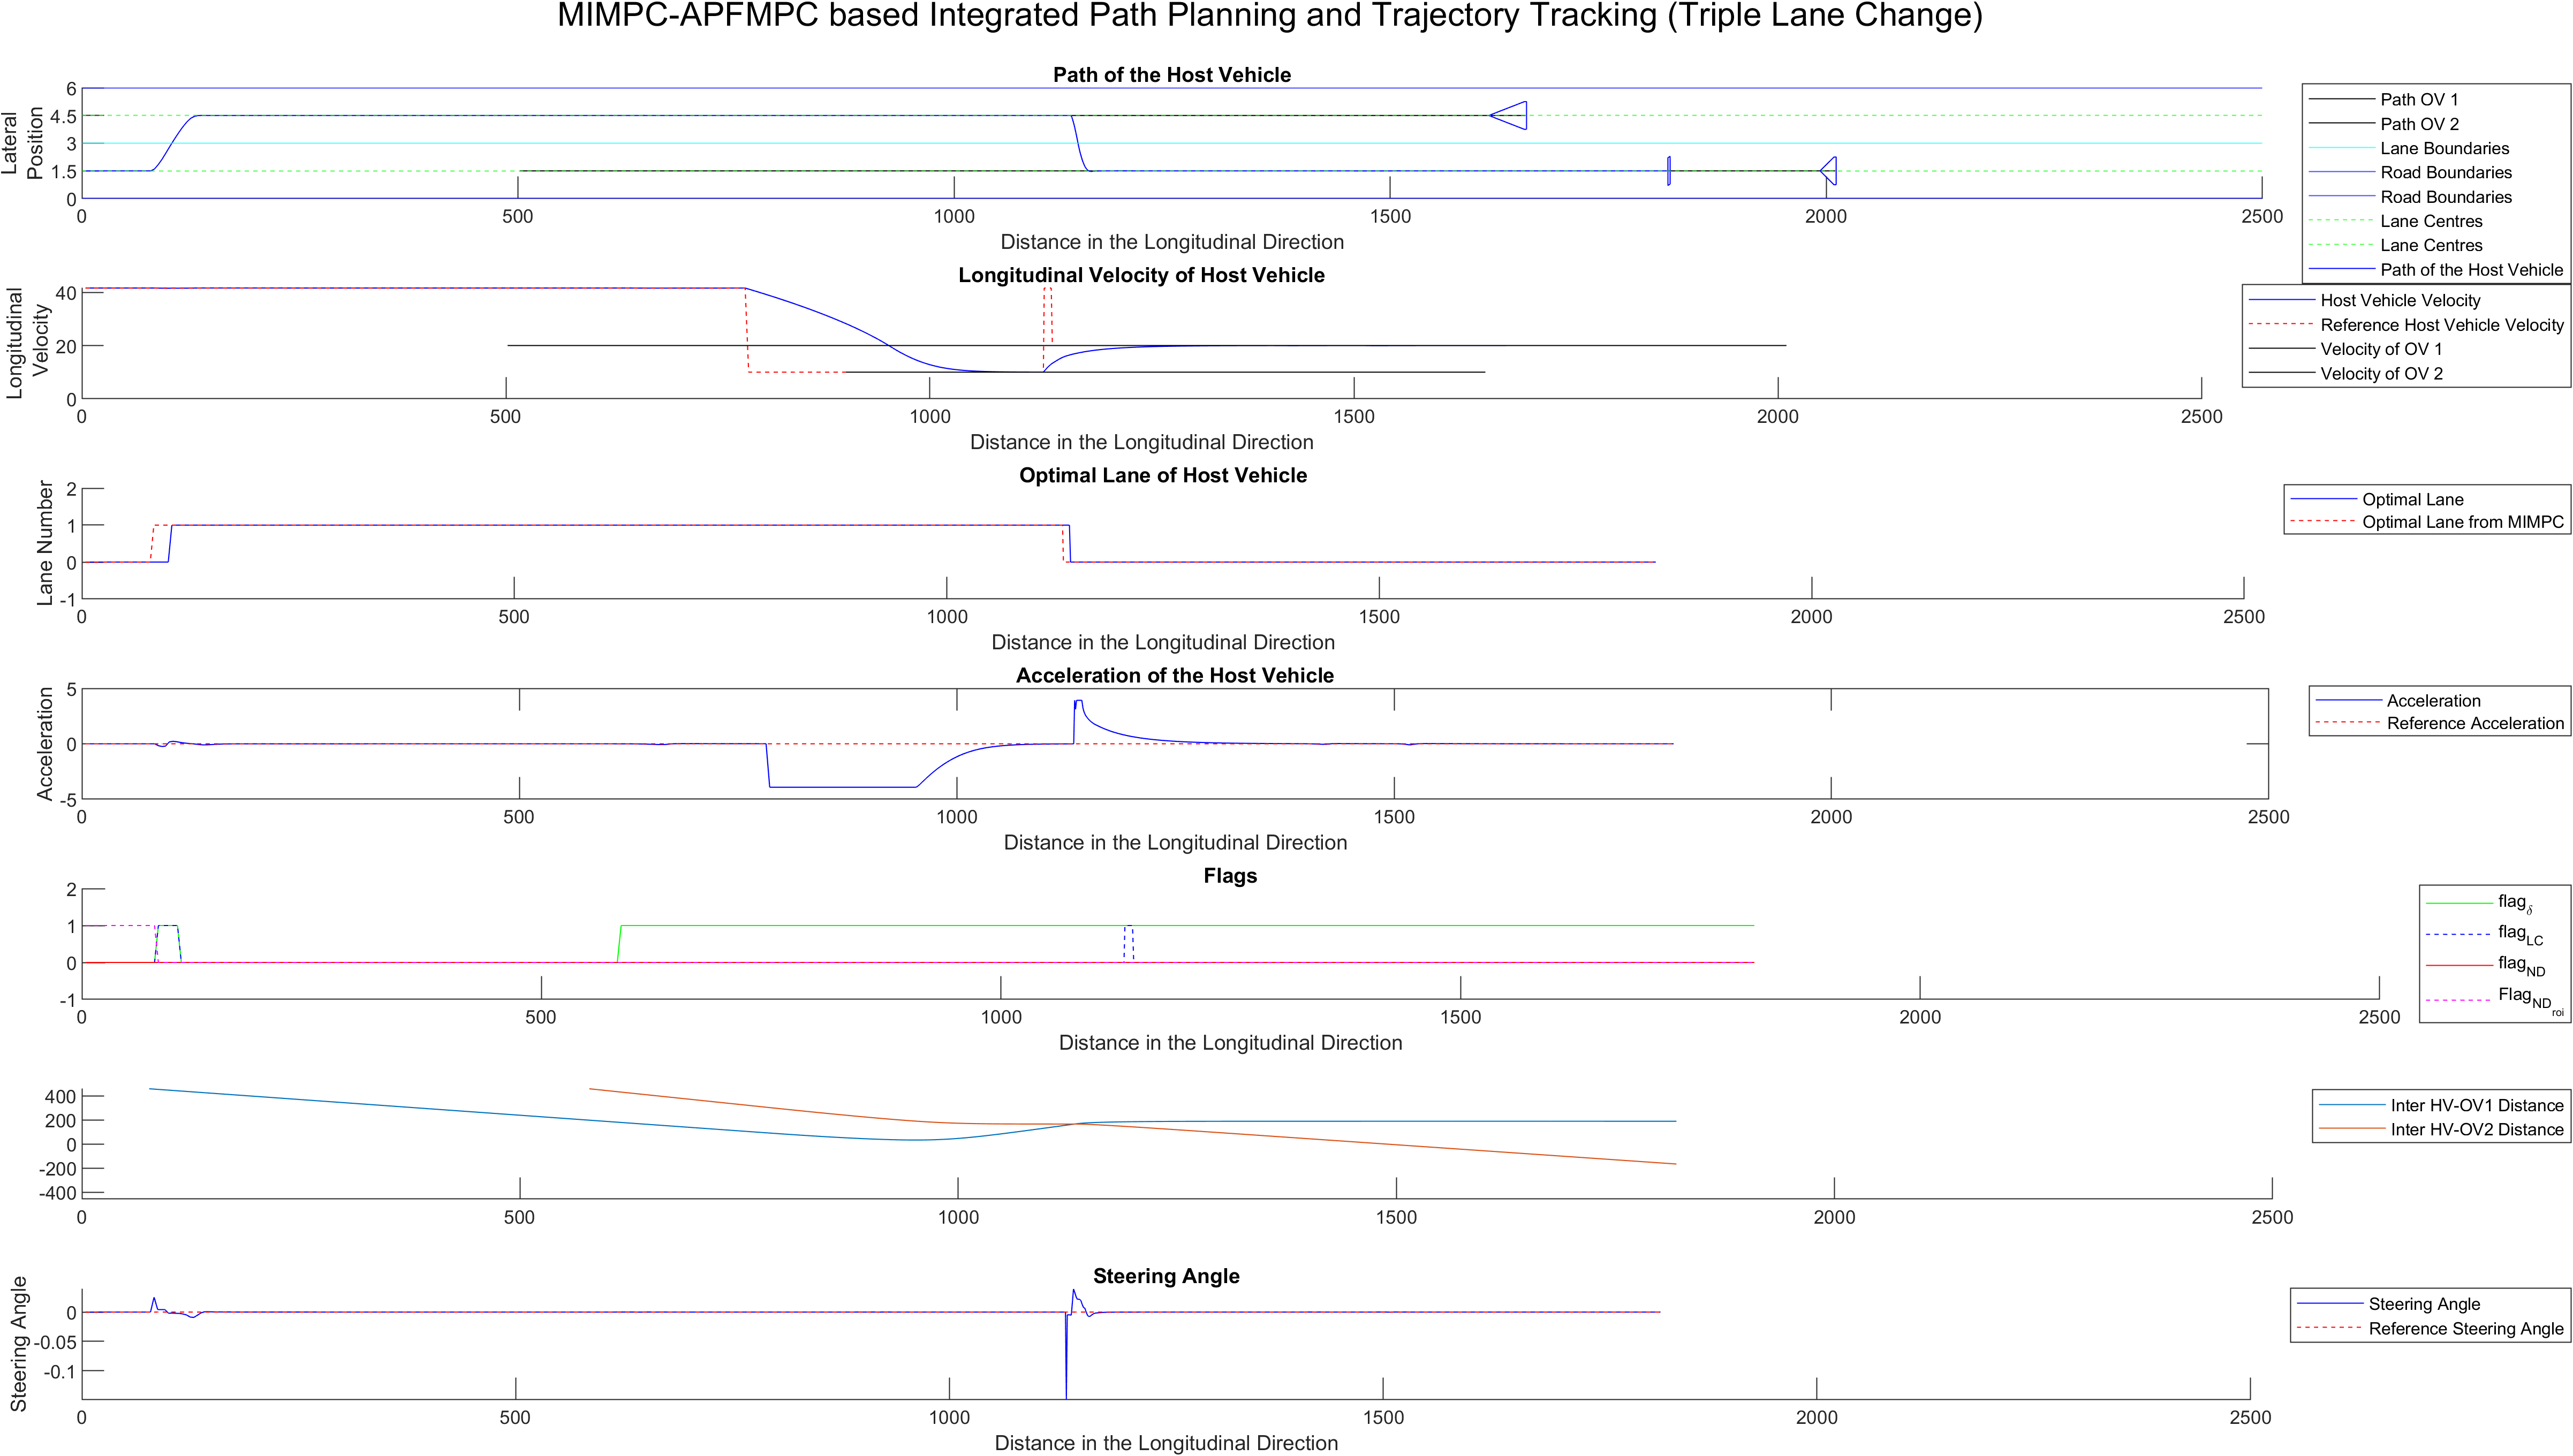 MIMPC-APFMPC based Integrated Path Planning and Trajectory Tracking (Triple Lane Change)
Path of the Host Vehicle
Lateral
Position
6
4.5
3
1.5
0
0 500 1000 1500 2000 2500
Distance in the Longitudinal Direction
Path OV 1
Path OV 2
Lane Boundaries
Road Boundaries
Road Boundaries
Lane Centres
Lane Centres
Path of the Host Vehicle
Longitudinal Velocity of Host Vehicle
Longitudinal
Velocity
40
20
0
0 500 1000 1500 2000 2500
Distance in the Longitudinal Direction
Host Vehicle Velocity
Reference Host Vehicle Velocity
Velocity of OV 1
Velocity of OV 2
Optimal Lane of Host Vehicle
Lane Number
2
1
0
-1
0 500 1000 1500 2000 2500
Distance in the Longitudinal Direction
Optimal Lane
Optimal Lane from MIMPC
Acceleration of the Host Vehicle
Acceleration
5
0
-5
0 500 1000 1500 2000 2500
Distance in the Longitudinal Direction
Acceleration
Reference Acceleration
Flags
2
1
0
-1
0 500 1000 1500 2000 2500
Distance in the Longitudinal Direction
flag δ
flag LC
flag ND
Flag ND roi
400
200
0
-200
-400
0 500 1000 1500 2000 2500
Inter HV-OV1 Distance
Inter HV-OV2 Distance
Steering Angle
Steering Angle
0
-0.05
-0.1
0 500 1000 1500 2000 2500
Distance in the Longitudinal Direction
Steering Angle
Reference Steering Angle